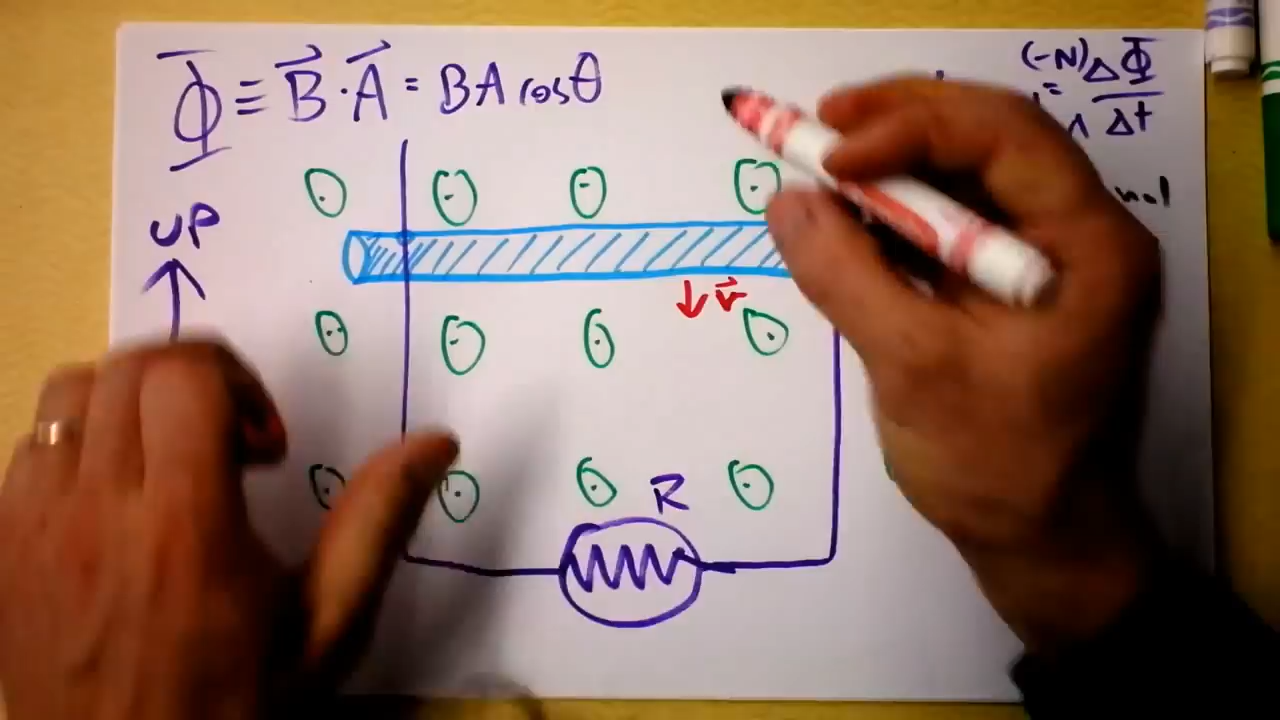 Φ ≡ B⃗ · A⃗ = BA cosθ
(-N) ΔΦ
= Δt
UP
v⃗
R